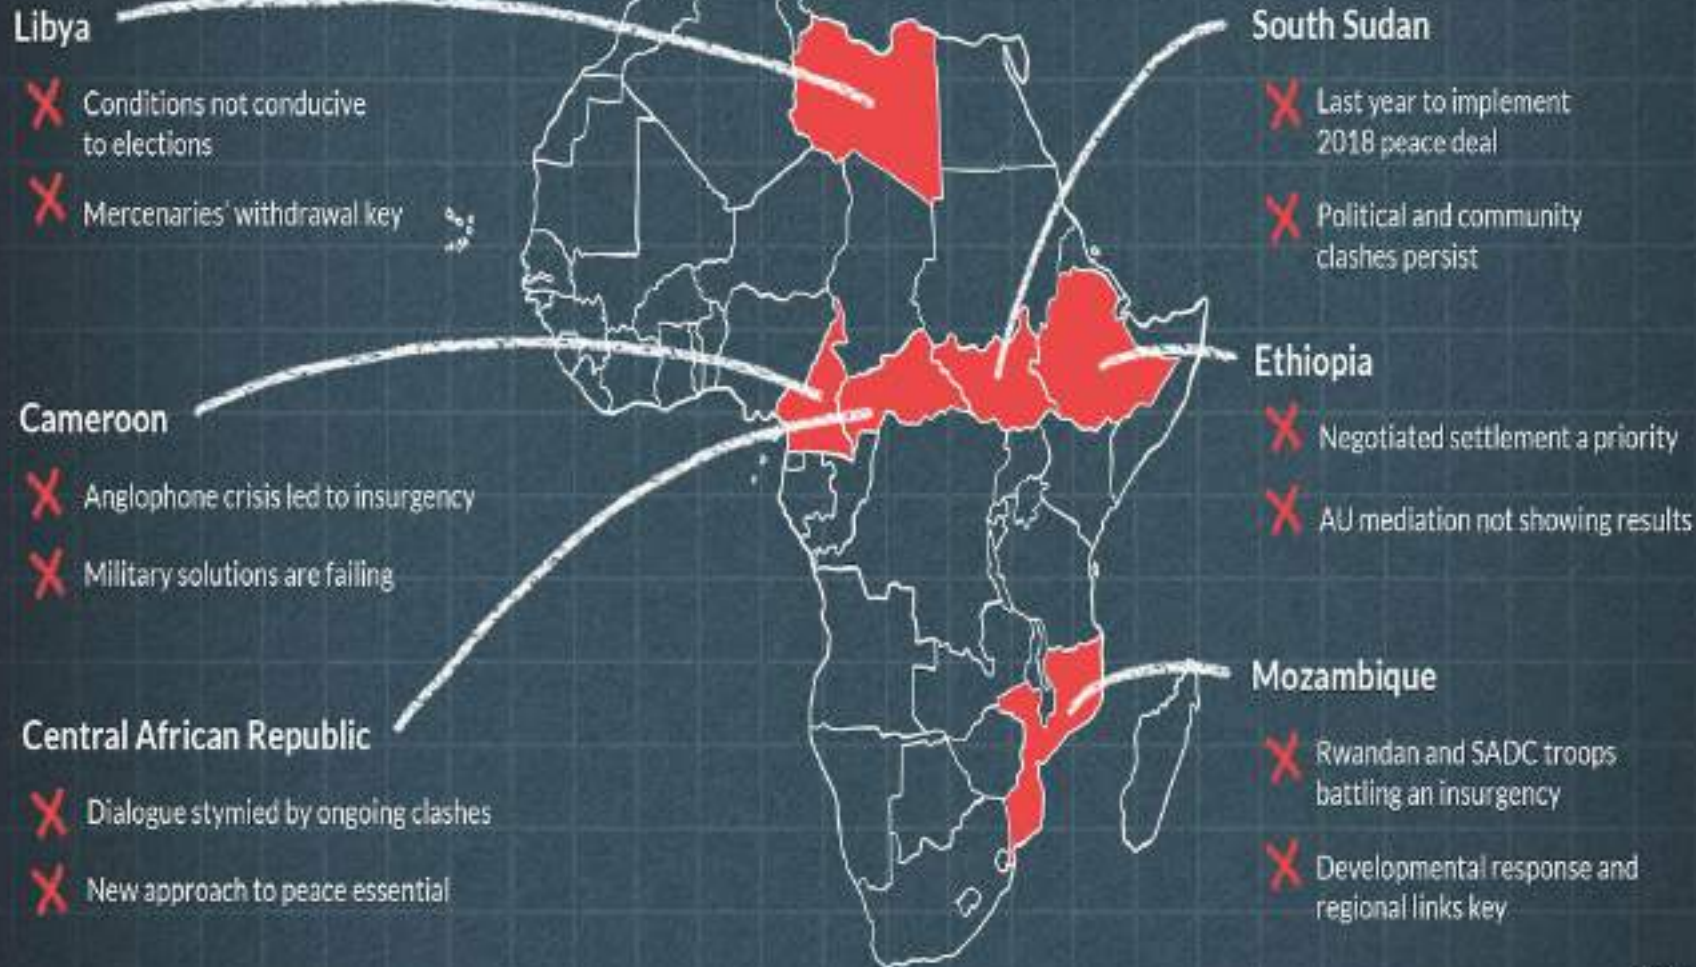 Libya
Conditions not conducive
to elections
Mercenaries' withdrawal key
Cameroon
Anglophone crisis led to insurgency
Military solutions are failing
Central African Republic
Dialogue stymied by ongoing clashes
New approach to peace essential
South Sudan
Last year to implement
2018 peace deal
Political and community
clashes persist
Ethiopia
Negotiated settlement a priority
AU mediation not showing results
Mozambique
Rwandan and SADC troops
battling an insurgency
Developmental response and
regional links key